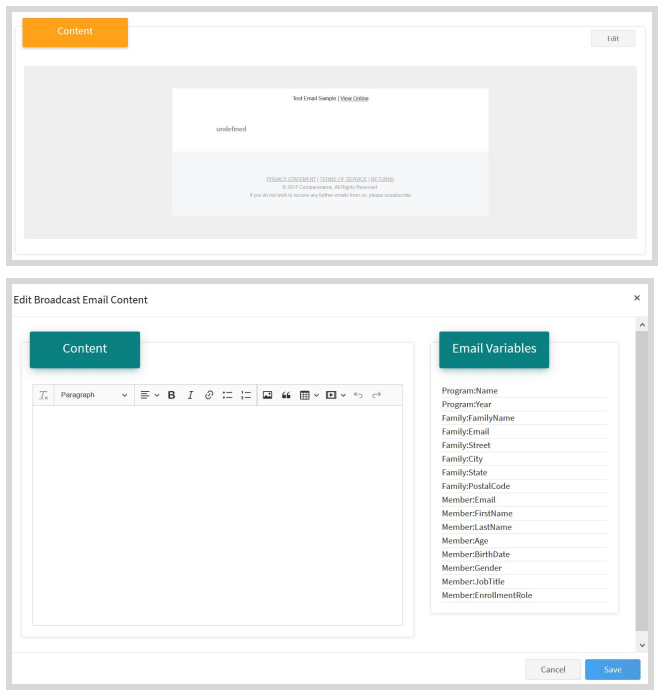 Content
Edit
Test Email Sample | View Online
undefined
PRIVACY STATEMENT | TERMS OF SERVICE | RETURNS
© 2017 Companyname. All Rights Reserved.
If you do not wish to receive any further emails from us, please unsubscribe
Edit Broadcast Email Content
×
Content
Email Variables
Paragraph
B I
Program:Name
Program:Year
Family:FamilyName
Family:Email
Family:Street
Family:City
Family:State
Family:PostalCode
Member:Email
Member:FirstName
Member:LastName
Member:Age
Member:BirthDate
Member:Gender
Member:JobTitle
Member:EnrollmentRole
Cancel
Save